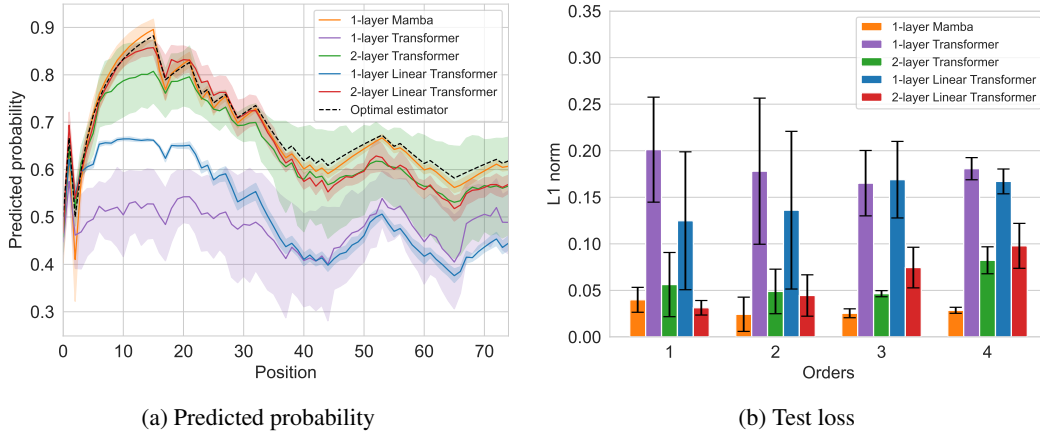 0.9
0.8
0.7
0.6
0.5
0.4
0.3
Predicted probability
0 10 20 30 40 50 60 70
Position
1-layer Mamba
1-layer Transformer
2-layer Transformer
1-layer Linear Transformer
2-layer Linear Transformer
Optimal estimator
(a) Predicted probability
0.35
0.30
0.25
0.20
0.15
0.10
0.05
0.00
L1 norm
1 2 3 4
Orders
1-layer Mamba
1-layer Transformer
2-layer Transformer
1-layer Linear Transformer
2-layer Linear Transformer
(b) Test loss